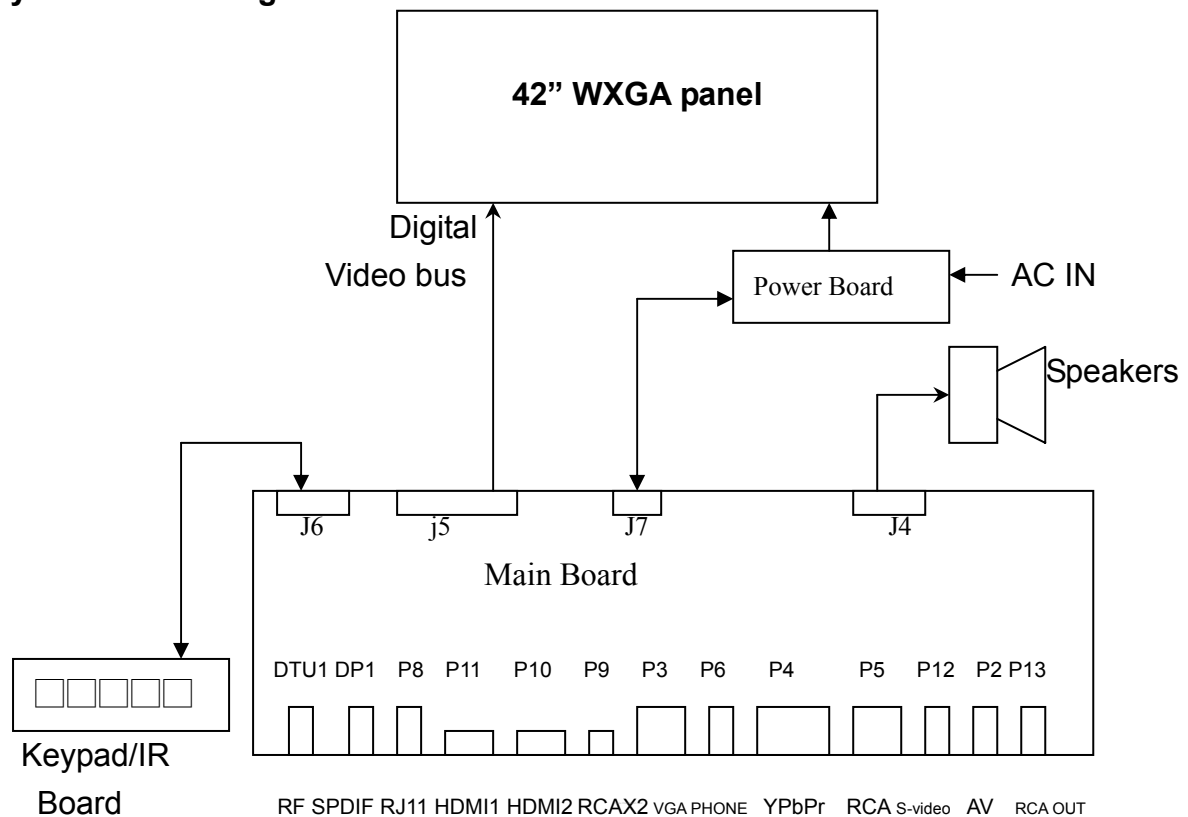 42” WXGA panel
Digital
Video bus
Power Board
AC IN
Speakers
J6
j5
J7
J4
Main Board
DTU1 DP1 P8 P11 P10 P9 P3 P6 P4 P5 P12 P2 P13
Keypad/IR
Board
RF SPDIF RJ11 HDMI1 HDMI2 RCAX2 VGA PHONE YPbPr RCA S-video AV RCA OUT